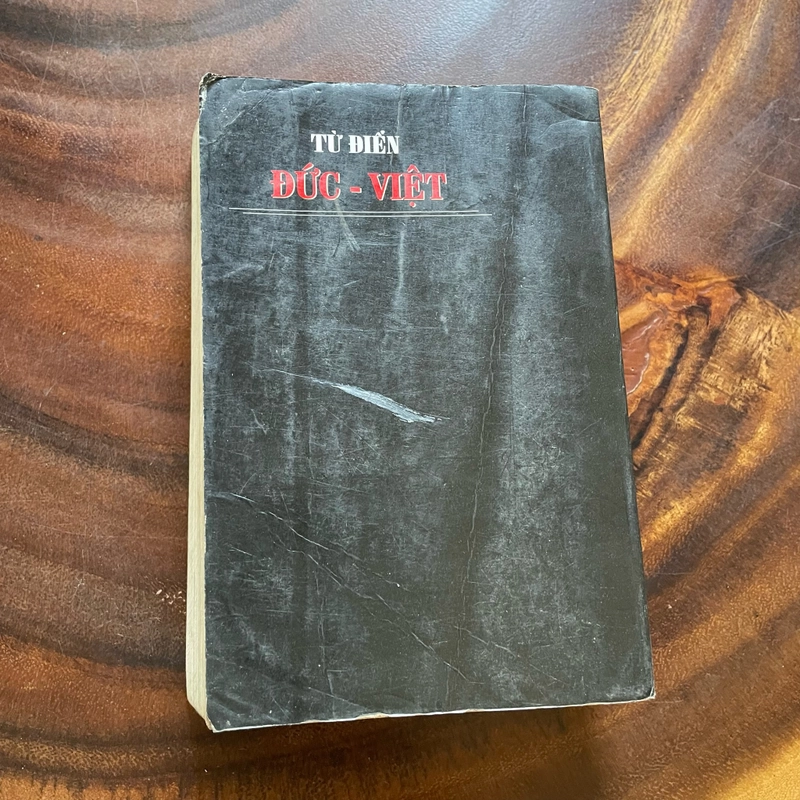 TỪ ĐIỂN
ĐỨC - VIỆT